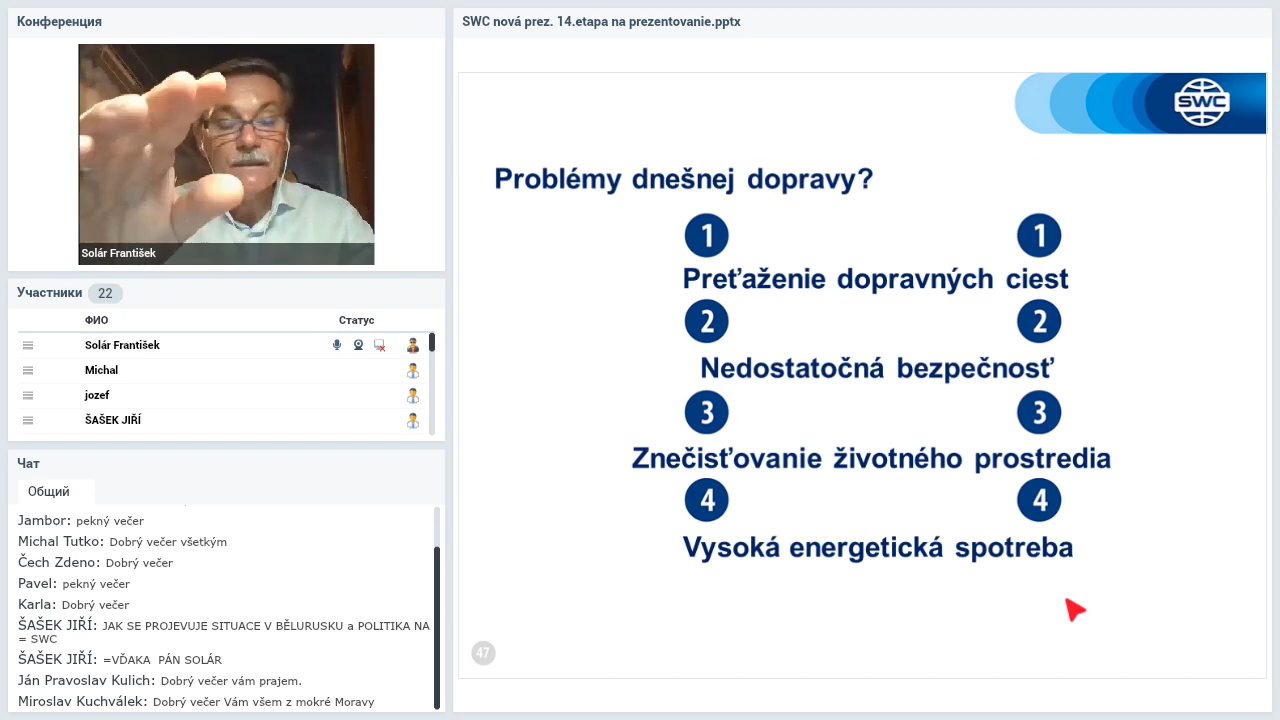 Конференция
Solár František
Участники 22
ФИО Статус
Solár František
Michal
jozef
ŠAŠEK JIŘÍ
Чат
Общий
Jambor: pekný večer
Michal Tutko: Dobrý večer všetkým
Čech Zdeno: Dobrý večer
Pavel: pekný večer
Karla: Dobrý večer
ŠAŠEK JIŘÍ: JAK SE PROJEVUJE SITUACE V BĚLURUSKU a POLITIKA NA
= SWC
ŠAŠEK JIŘÍ: =VĎAKA PÁN SOLÁR
Ján Pravoslav Kulich: Dobrý večer vám prajem.
Miroslav Kuchválek: Dobrý večer Vám všem z mokré Moravy
SWC nová prez. 14.etapa na prezentovanie.pptx
SWC
Problémy dnešnej dopravy?
1 1
Preťaženie dopravných ciest
2 2
Nedostatočná bezpečnosť
3 3
Znečisťovanie životného prostredia
4 4
Vysoká energetická spotreba
47